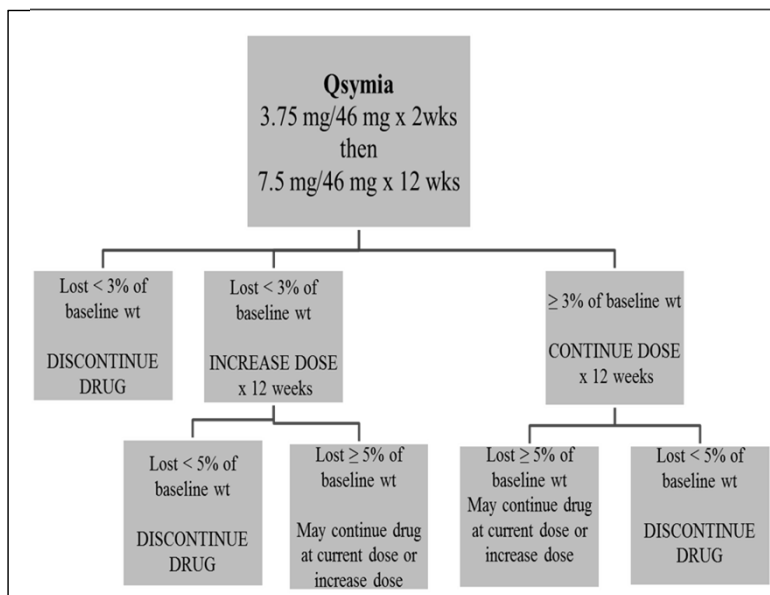 Qsymia
3.75 mg/46 mg x 2wks
then
7.5 mg/46 mg x 12 wks
Lost < 3% of
baseline wt
DISCONTINUE
DRUG
Lost < 3% of
baseline wt
INCREASE DOSE
x 12 weeks
≥ 3% of baseline wt
CONTINUE DOSE
x 12 weeks
Lost < 5% of
baseline wt
DISCONTINUE
DRUG
Lost ≥ 5% of
baseline wt
May continue drug
at current dose or
increase dose
Lost ≥ 5% of
baseline wt
May continue drug
at current dose or
increase dose
Lost < 5% of
baseline wt
DISCONTINUE
DRUG